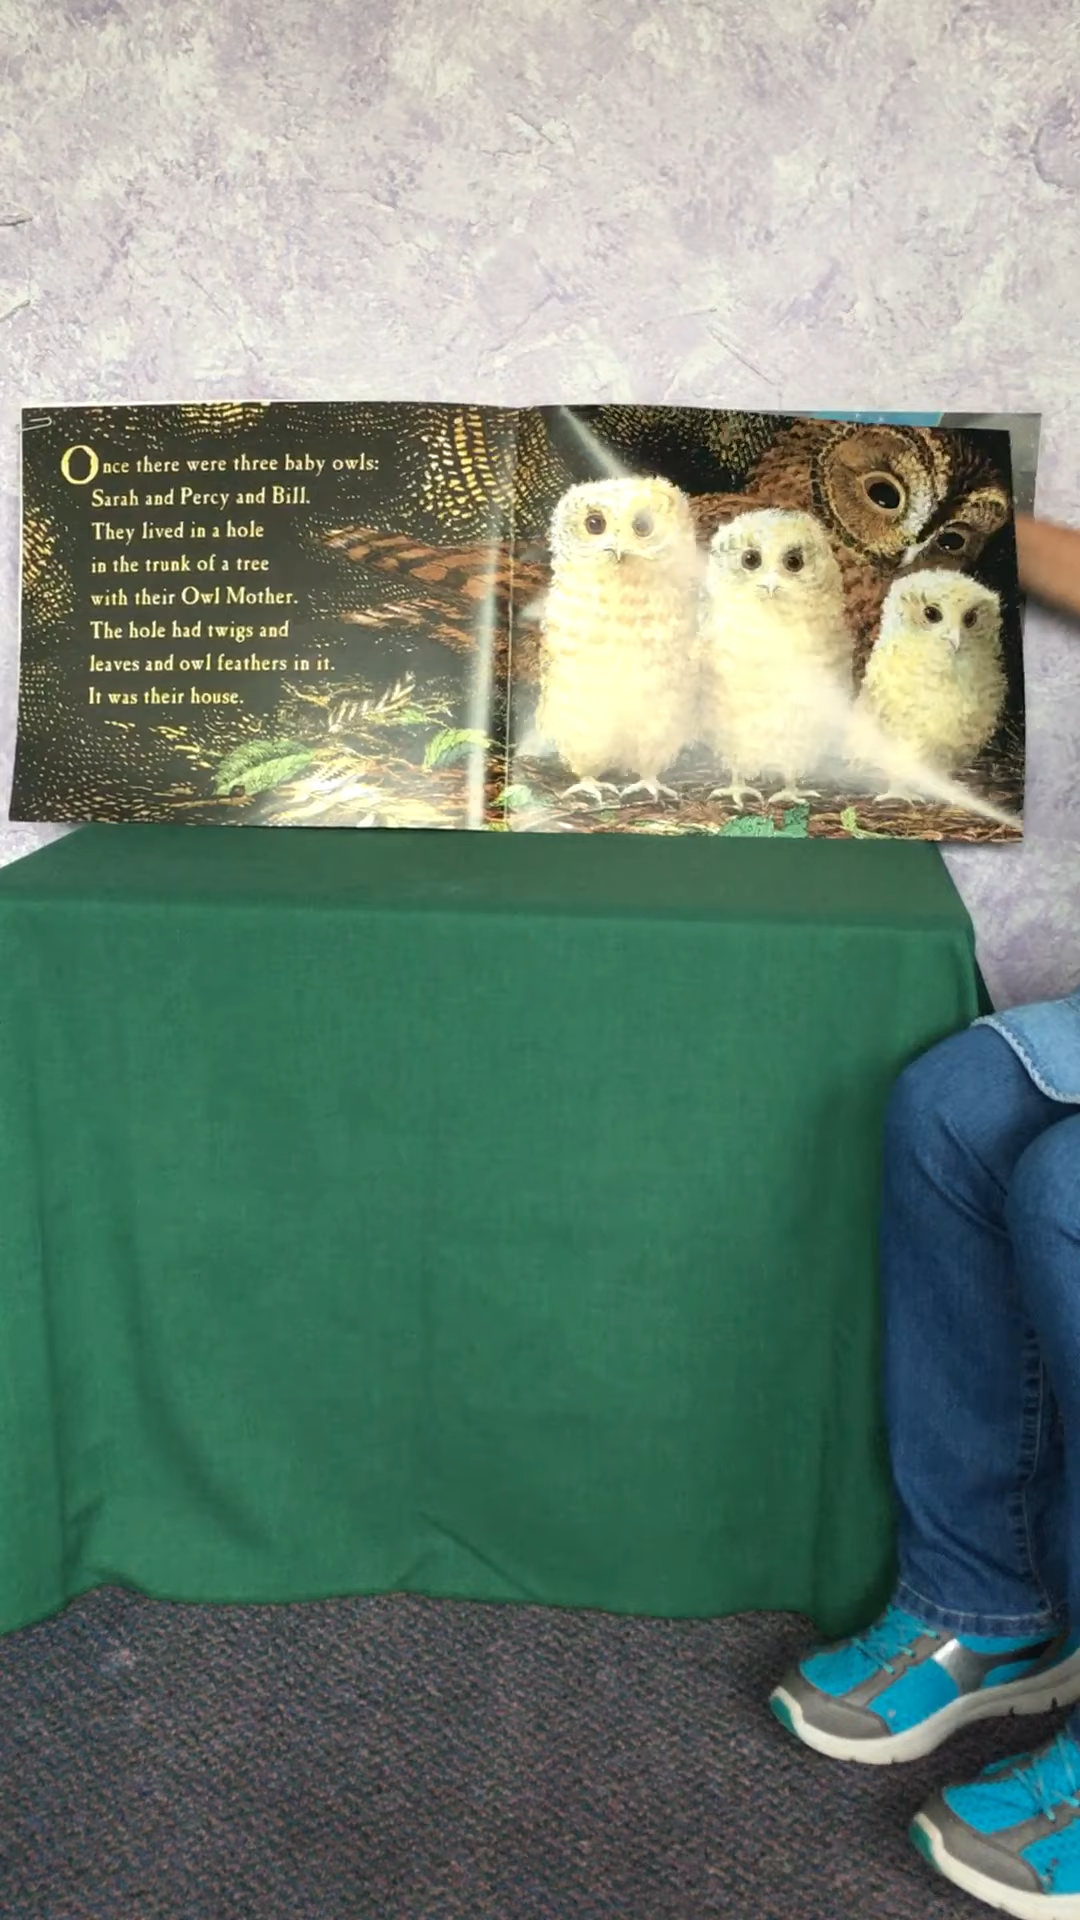 Once there were three baby owls:
Sarah and Percy and Bill.
They lived in a hole
in the trunk of a tree
with their Owl Mother.
The hole had twigs and
leaves and owl feathers in it.
It was their house.